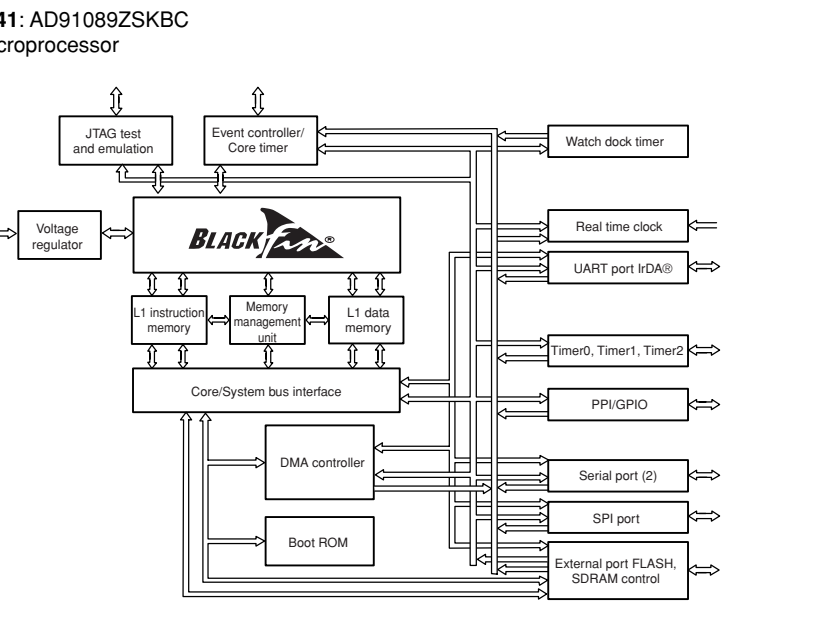 41: AD91089ZSKBC
croprocessor
JTAG test
and emulation
Event controller/
Core timer
Watch dock timer
Voltage
regulator
BLACKfin®
Real time clock
UART port IrDA®
L1 instruction
memory
Memory
management
unit
L1 data
memory
Timer0, Timer1, Timer2
Core/System bus interface
PPI/GPIO
DMA controller
Serial port (2)
SPI port
Boot ROM
External port FLASH,
SDRAM control